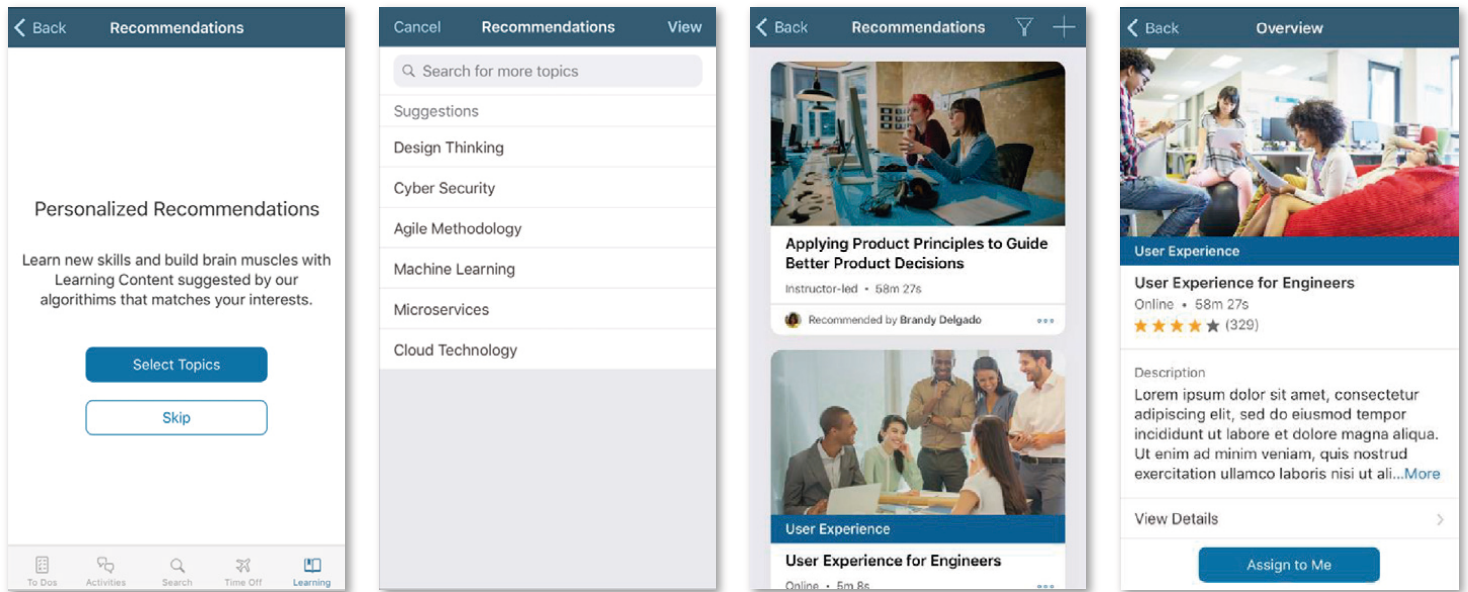 Back
Recommendations
Personalized Recommendations
Learn new skills and build brain muscles with
Learning Content suggested by our
algorithims that matches your interests.
Select Topics
Skip
To Dos
Activities
Search
Time Off
Learning
Cancel
Recommendations
View
Search for more topics
Suggestions
Design Thinking
Cyber Security
Agile Methodology
Machine Learning
Microservices
Cloud Technology
Back
Recommendations
Applying Product Principles to Guide
Better Product Decisions
Instructor-led • 58m 27s
Recommended by Brandy Delgado
User Experience
User Experience for Engineers
Online • 5m 8s
Back
Overview
User Experience
User Experience for Engineers
Online • 58m 27s
(329)
Description
Lorem ipsum dolor sit amet, consectetur
adipiscing elit, sed do eiusmod tempor
incididunt ut labore et dolore magna aliqua.
Ut enim ad minim veniam, quis nostrud
exercitation ullamco laboris nisi ut ali...More
View Details
Assign to Me